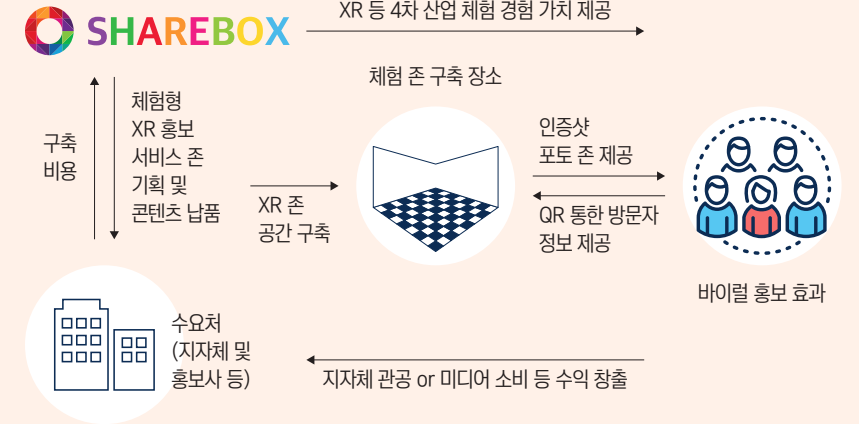 SHAREBOX
XR 등 4차 산업 체험 경험 가치 제공
체험 존 구축 장소
구축
비용
체험형
XR 홍보
서비스 존
기획 및
콘텐츠 납품
XR 존
공간 구축
인증샷
포토 존 제공
QR 통한 방문자
정보 제공
바이럴 홍보 효과
수요처
(지자체 및
홍보사 등)
지자체 관공 or 미디어 소비 등 수익 창출